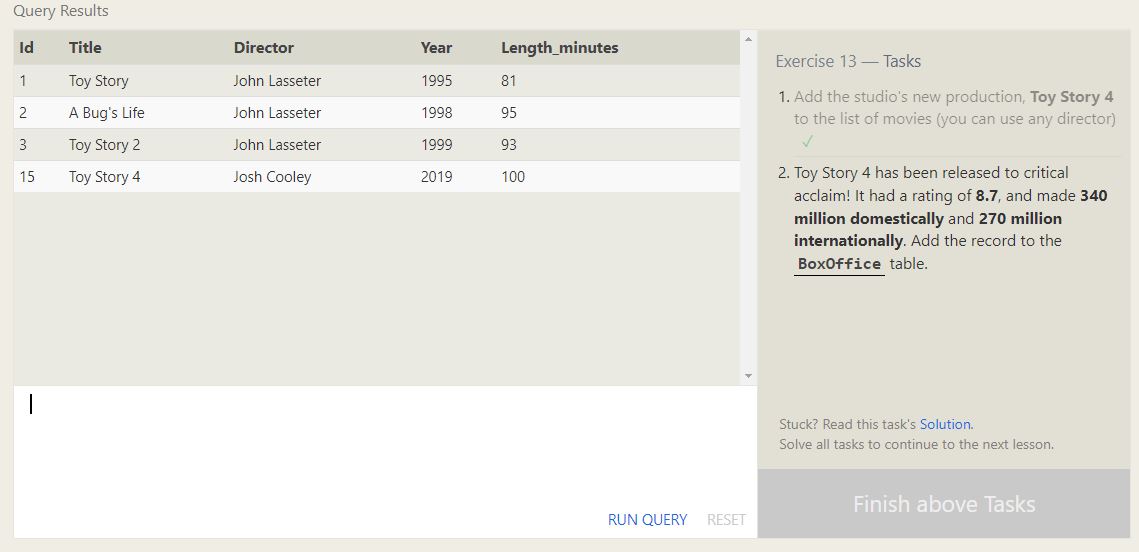 Query Results
Id Title Director Year Length_minutes
1 Toy Story John Lasseter 1995 81
2 A Bug's Life John Lasseter 1998 95
3 Toy Story 2 John Lasseter 1999 93
15 Toy Story 4 Josh Cooley 2019 100
RUN QUERY RESET
Exercise 13 — Tasks
1. Add the studio's new production, Toy Story 4
to the list of movies (you can use any director)
✓
2. Toy Story 4 has been released to critical
acclaim! It had a rating of 8.7, and made 340
million domestically and 270 million
internationally. Add the record to the
BoxOffice table.
Stuck? Read this task's Solution.
Solve all tasks to continue to the next lesson.
Finish above Tasks